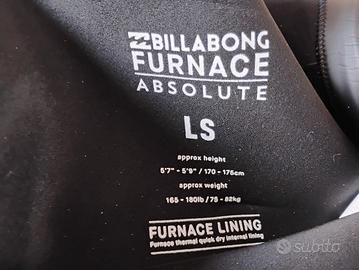 BILLABONG
FURNACE
ABSOLUTE
LS
approx height
5'7" - 5'9" / 170 - 176cm
approx weight
165 - 180lb / 75 - 82kg
FURNACE LINING
Furnace thermal quick dry internal lining
subito